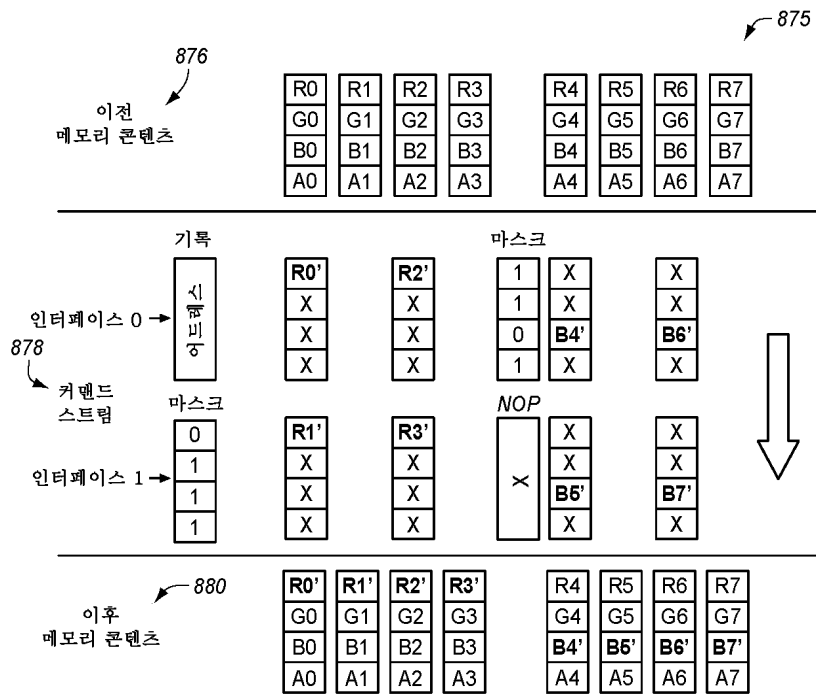 875
876
이전
메모리 콘텐츠
R0 R1 R2 R3 R4 R5 R6 R7
G0 G1 G2 G3 G4 G5 G6 G7
B0 B1 B2 B3 B4 B5 B6 B7
A0 A1 A2 A3 A4 A5 A6 A7
기록 마스크
인터페이스 0
어드레스
R0' R2' 1 X X
X X 1 X X
X X 0 B4' B6'
X X 1 X X
878
커맨드
스트림
마스크 NOP
인터페이스 1
0 R1' R3' X X X
1 X X X X
1 X X B5' B7'
1 X X X X
880
이후
메모리 콘텐츠
R0' R1' R2' R3' R4 R5 R6 R7
G0 G1 G2 G3 G4 G5 G6 G7
B0 B1 B2 B3 B4' B5' B6' B7'
A0 A1 A2 A3 A4 A5 A6 A7